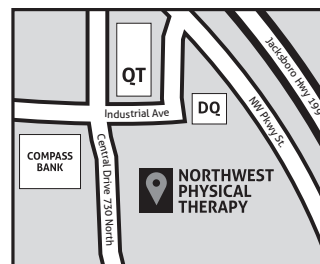 QT
Jacksboro Hwy 199
Industrial Ave
DQ
NW Pkwy St.
COMPASS
BANK
Central Drive 730 North
NORTHWEST
PHYSICAL
THERAPY